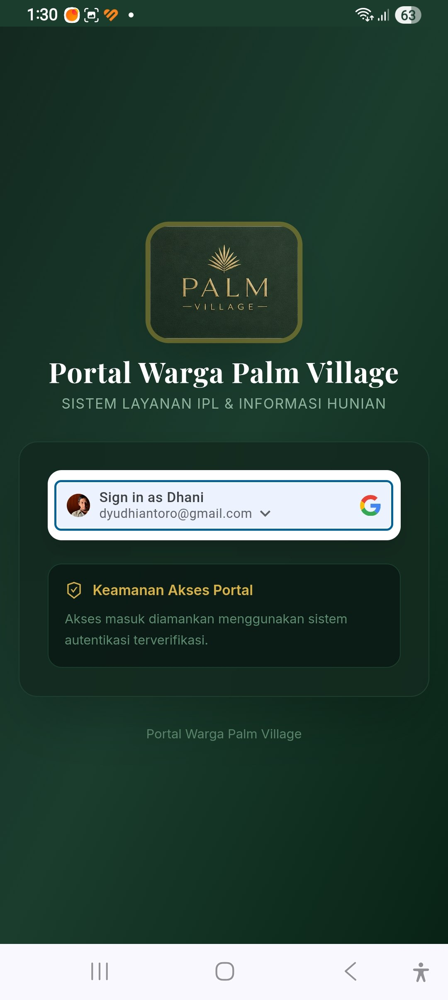 1:30
63
PALM
VILLAGE
Portal Warga Palm Village
SISTEM LAYANAN IPL & INFORMASI HUNIAN
Sign in as Dhani
dyudhiantoro@gmail.com
Keamanan Akses Portal
Akses masuk diamankan menggunakan sistem
autentikasi terverifikasi.
Portal Warga Palm Village